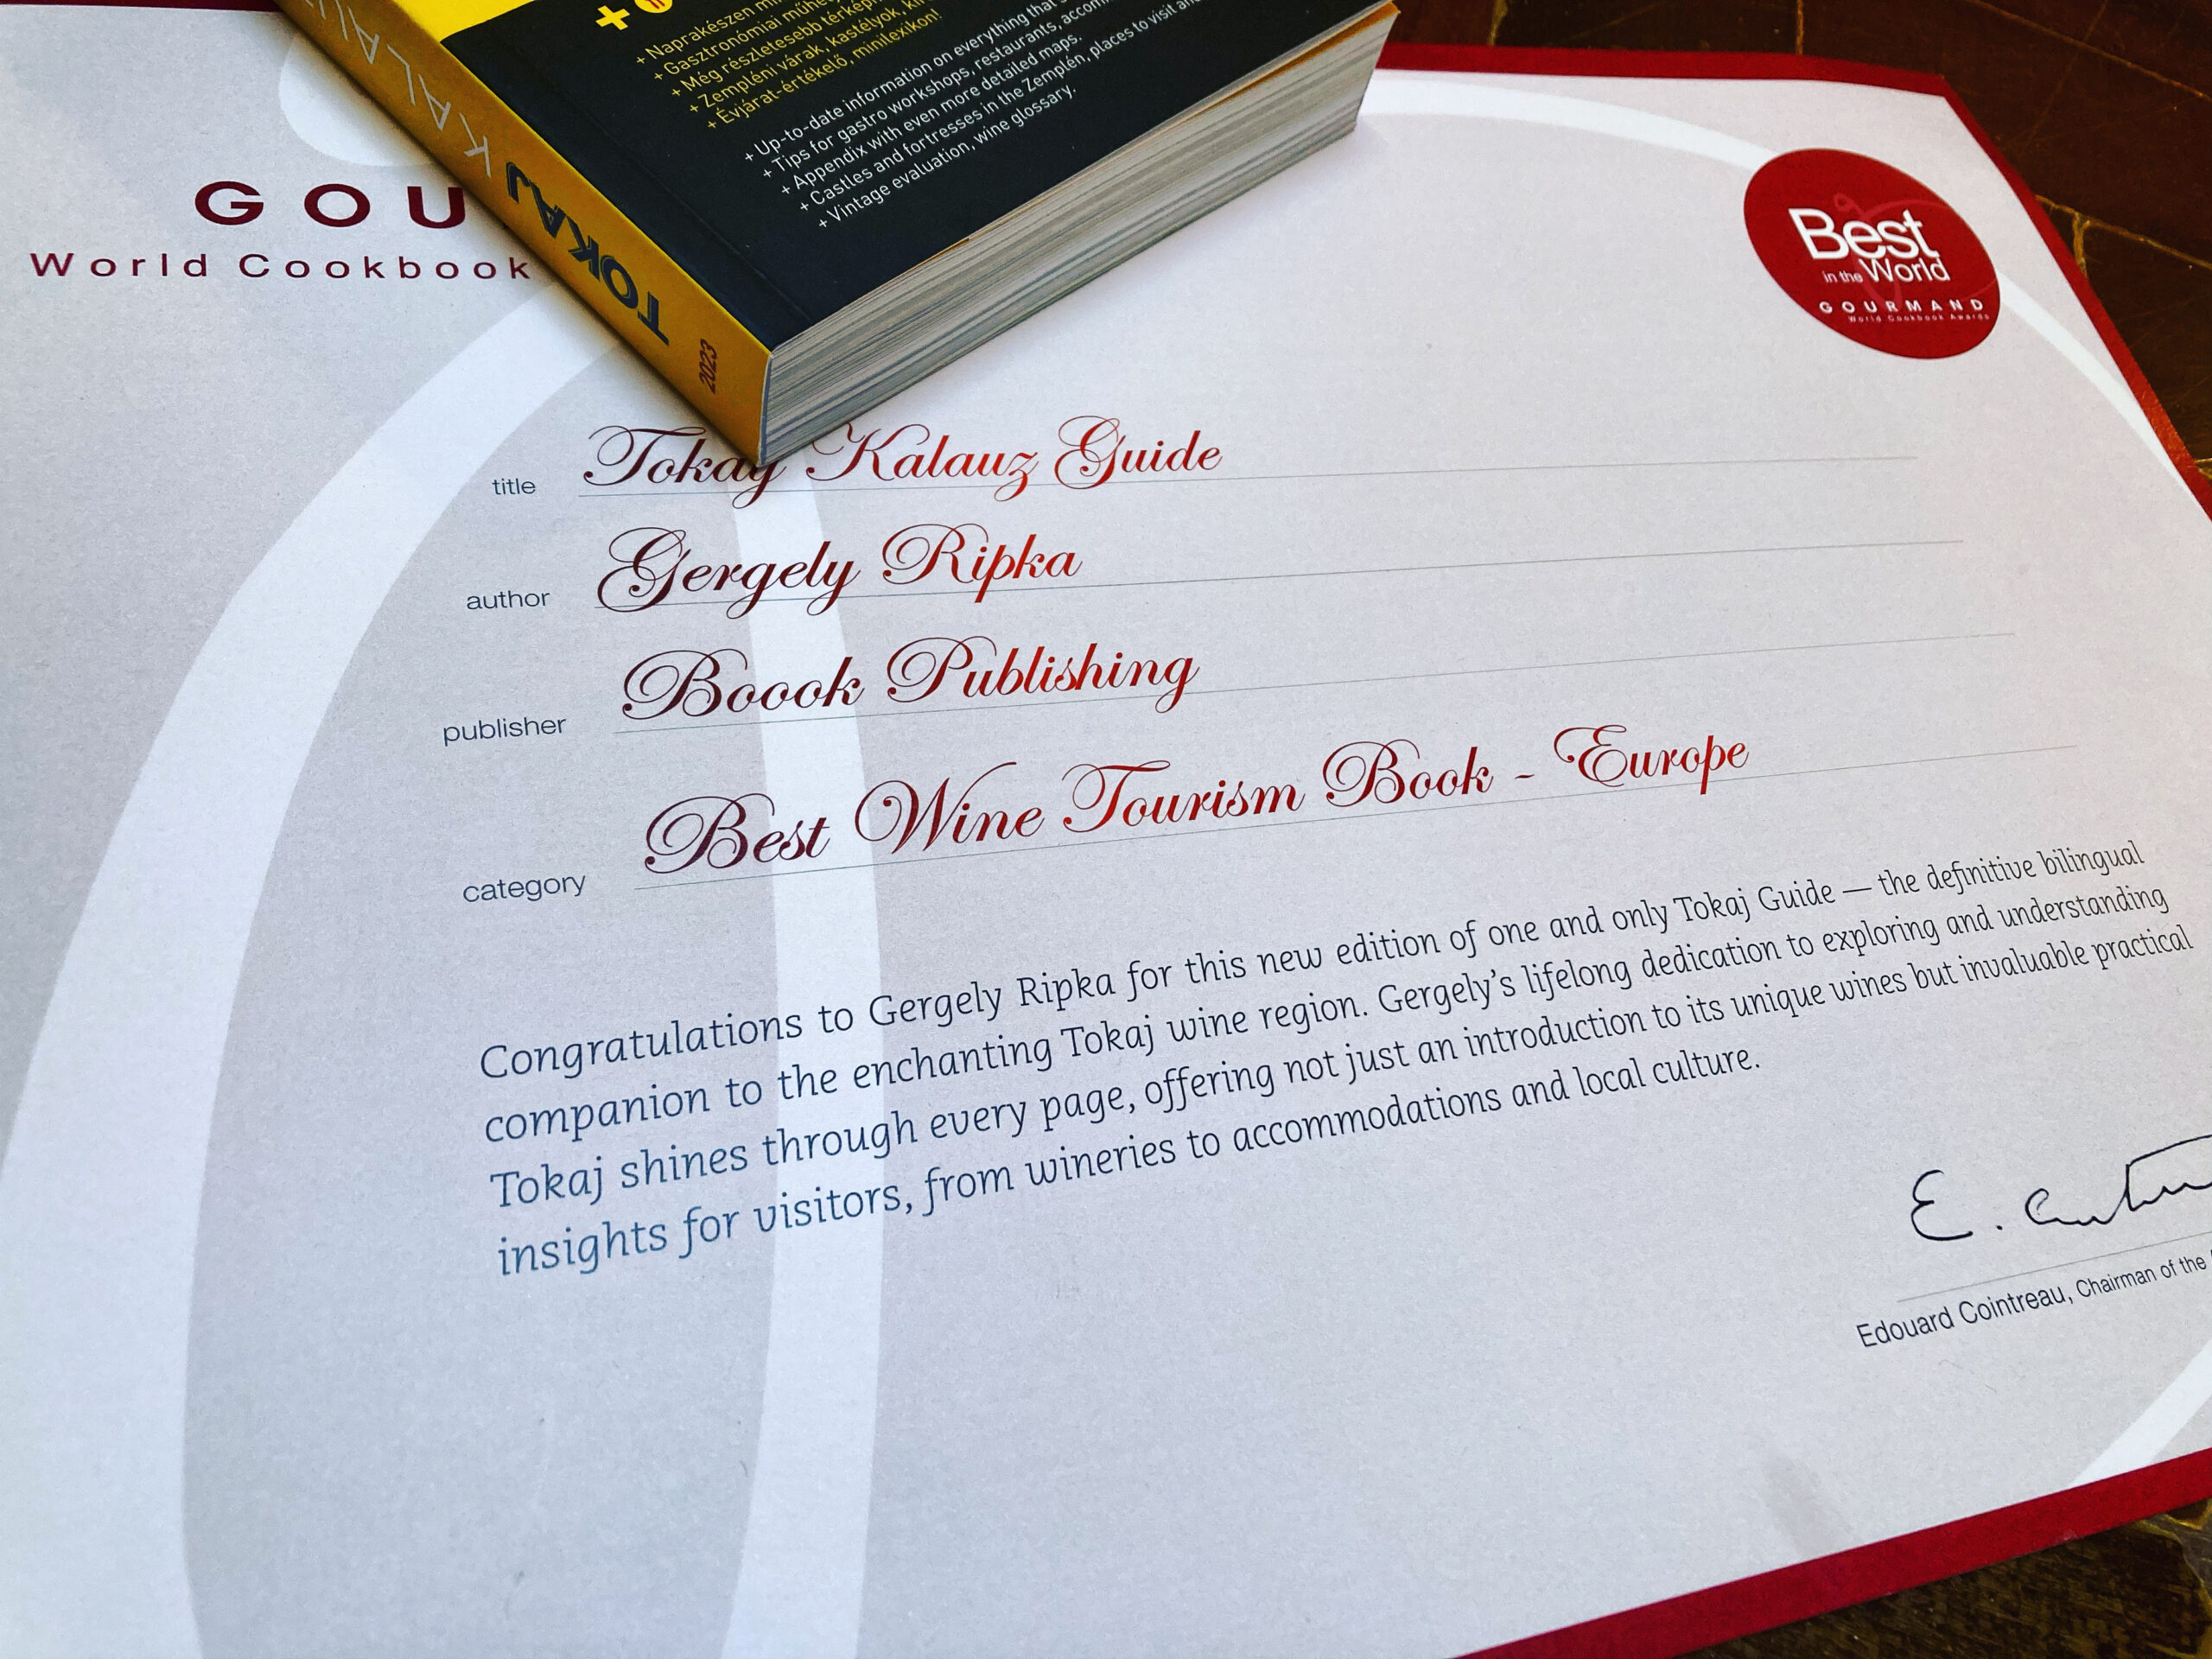 + Naprakészen
+ Gasztronómiai
+ Még részletesebb
+ Zempléni várak, kastélyok,
+ Évjárat-értékelő, minilexikon!
+ Up-to-date information on everything that
+ Tips for gastro workshops, restaurants,
+ Appendix with even more detailed maps.
+ Castles and fortresses in the Zemplén, places to visit and
+ Vintage evaluation, wine glossary.
TOKAJ KALAU
2023
GOU
World Cookbook
Best
in the World
GOURMAND
World Cookbook Awards
title Tokaj Kalauz Guide
author Gergely Ripka
publisher Boook Publishing
category Best Wine Tourism Book - Europe
Congratulations to Gergely Ripka for this new edition of one and only Tokaj Guide — the definitive bilingual
companion to the enchanting Tokaj wine region. Gergely's lifelong dedication to exploring and understanding
Tokaj shines through every page, offering not just an introduction to its unique wines but invaluable practical
insights for visitors, from wineries to accommodations and local culture.
Edouard Cointreau, Chairman of the